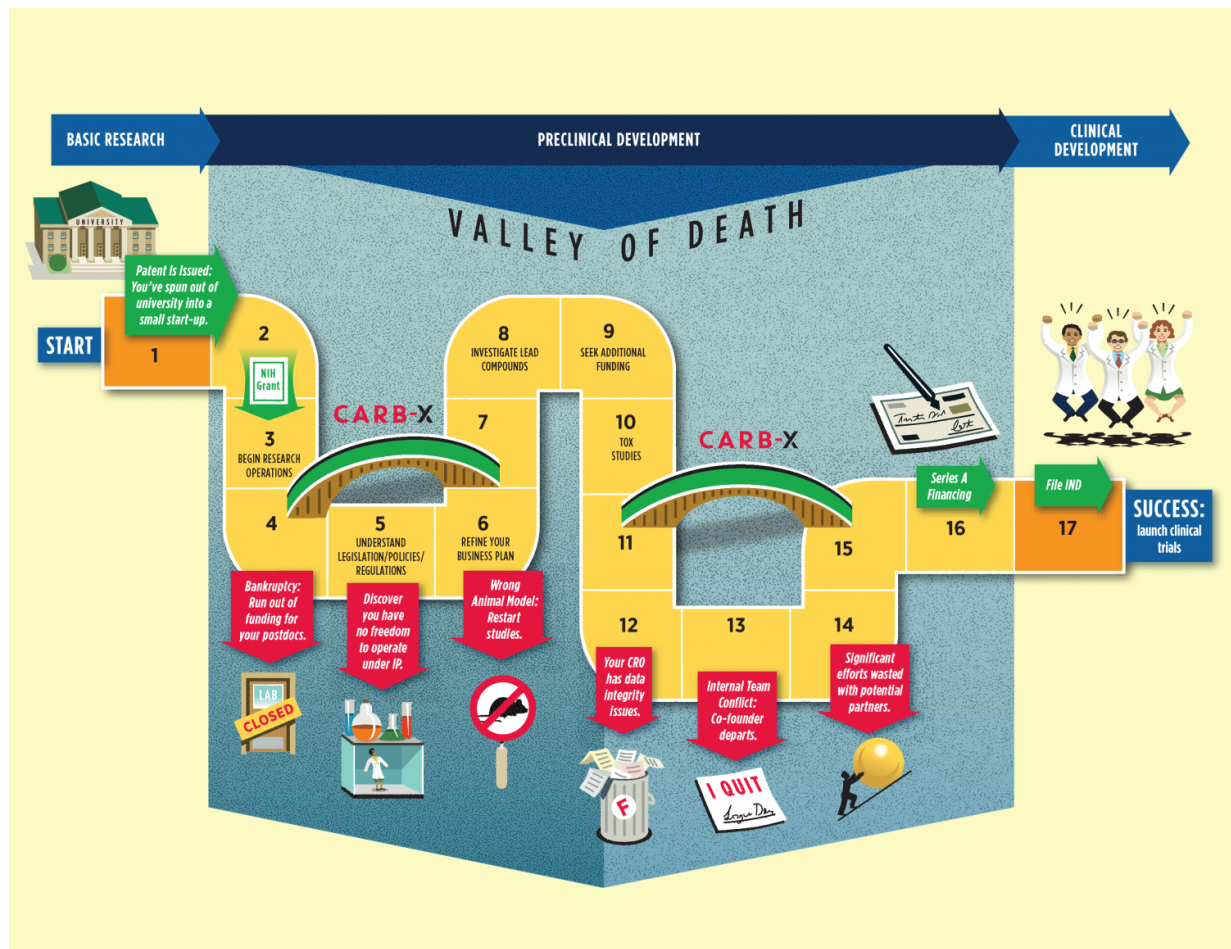 BASIC RESEARCH
PRECLINICAL DEVELOPMENT
CLINICAL
DEVELOPMENT
VALLEY OF DEATH
UNIVERSITY
Patent Is Issued:
You've spun out of
university into a
small start-up.
START
1
2
NIH
Grant
3
BEGIN RESEARCH
OPERATIONS
4
Bankruptcy:
Run out of
funding for
your postdocs.
LAB
CLOSED
CARB-X
5
UNDERSTAND
LEGISLATION/POLICIES/
REGULATIONS
Discover
you have
no freedom
to operate
under IP.
6
REFINE YOUR
BUSINESS PLAN
Wrong
Animal Model:
Restart
studies.
7
8
INVESTIGATE LEAD
COMPOUNDS
9
SEEK ADDITIONAL
FUNDING
10
TOX
STUDIES
11
12
Your CRO
has data
integrity
issues.
F
CARB-X
13
Internal Team
Conflict:
Co-founder
departs.
I QUIT
14
Significant
efforts wasted
with potential
partners.
15
Series A
Financing
16
File IND
17
SUCCESS:
launch clinical
trials